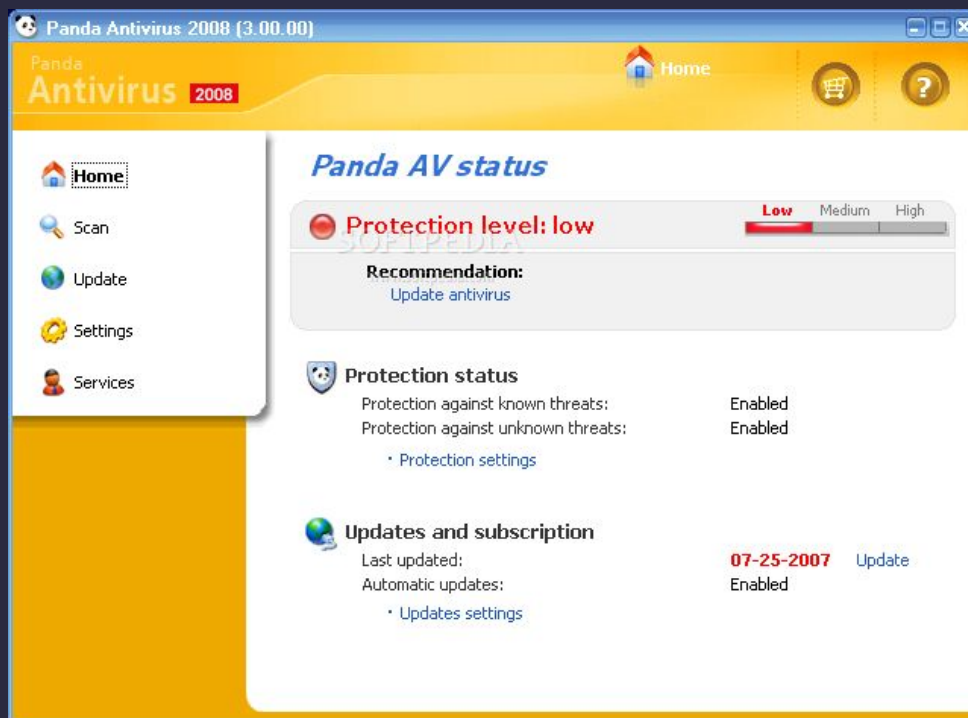 Panda Antivirus 2008 (3.00.00)
Panda
Antivirus 2008
Home
?
Home
Scan
Update
Settings
Services
Panda AV status
Protection level: low
Low Medium High
SOFTPEDIA
Recommendation:
Update antivirus
Protection status
Protection against known threats: Enabled
Protection against unknown threats: Enabled
· Protection settings
Updates and subscription
Last updated: 07-25-2007 Update
Automatic updates: Enabled
· Updates settings